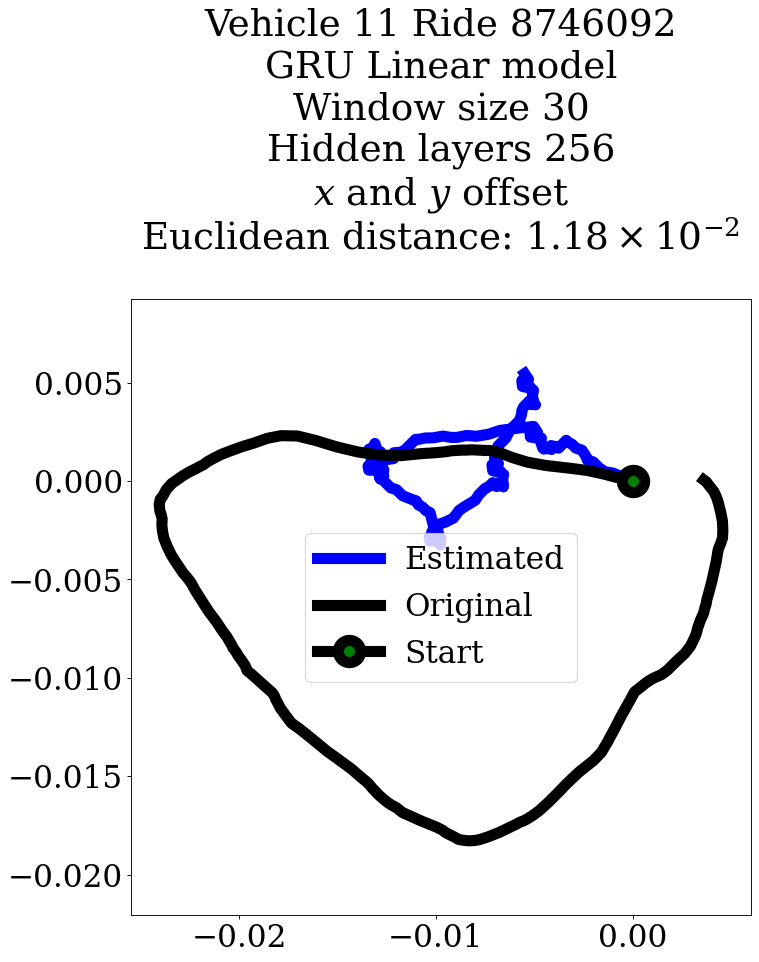 Vehicle 11 Ride 8746092
GRU Linear model
Window size 30
Hidden layers 256
x and y offset
Euclidean distance: 1.18 × 10⁻²
0.005
0.000
−0.005
−0.010
−0.015
−0.020
Estimated
Original
Start
−0.02
−0.01
0.00